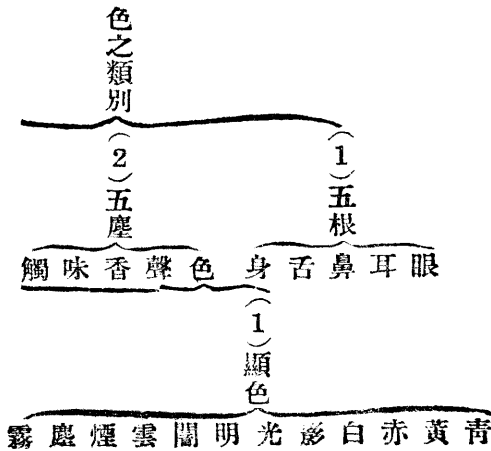 色之類別
(1)五根
眼耳鼻舌身
(2)五塵
色聲香味觸
(1)顯色
青黃赤白影光明闇雲煙塵霧